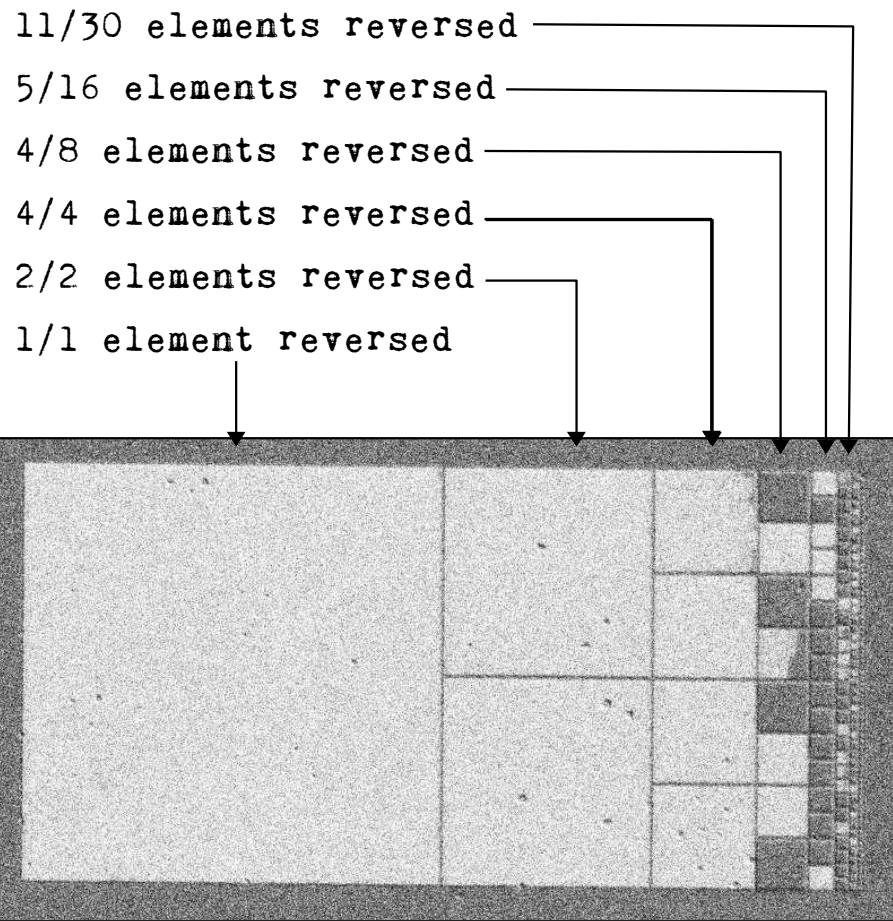 11/30 elements reversed
5/16 elements reversed
4/8 elements reversed
4/4 elements reversed
2/2 elements reversed
1/1 element reversed